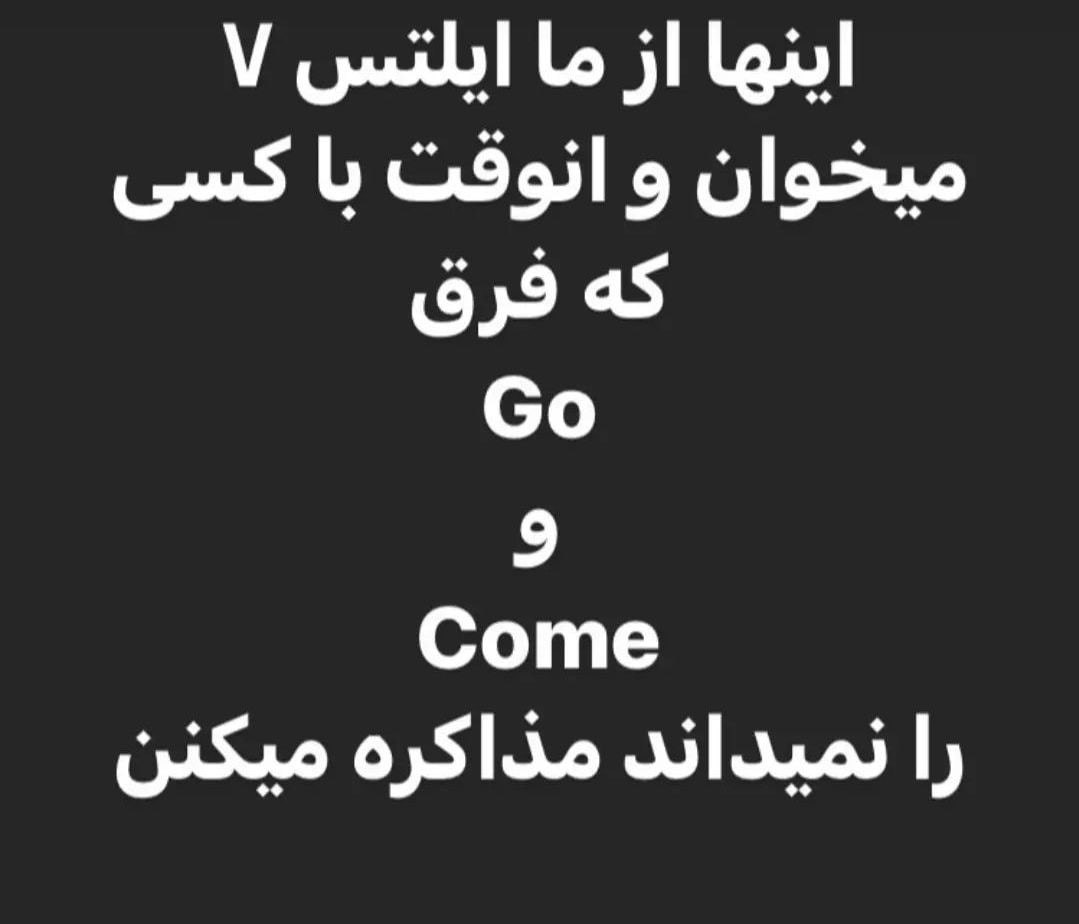 اینها از ما ایلتس ۷
میخوان و انوقت با کسی
که فرق
Go
و
Come
را نمیداند مذاکره میکنن